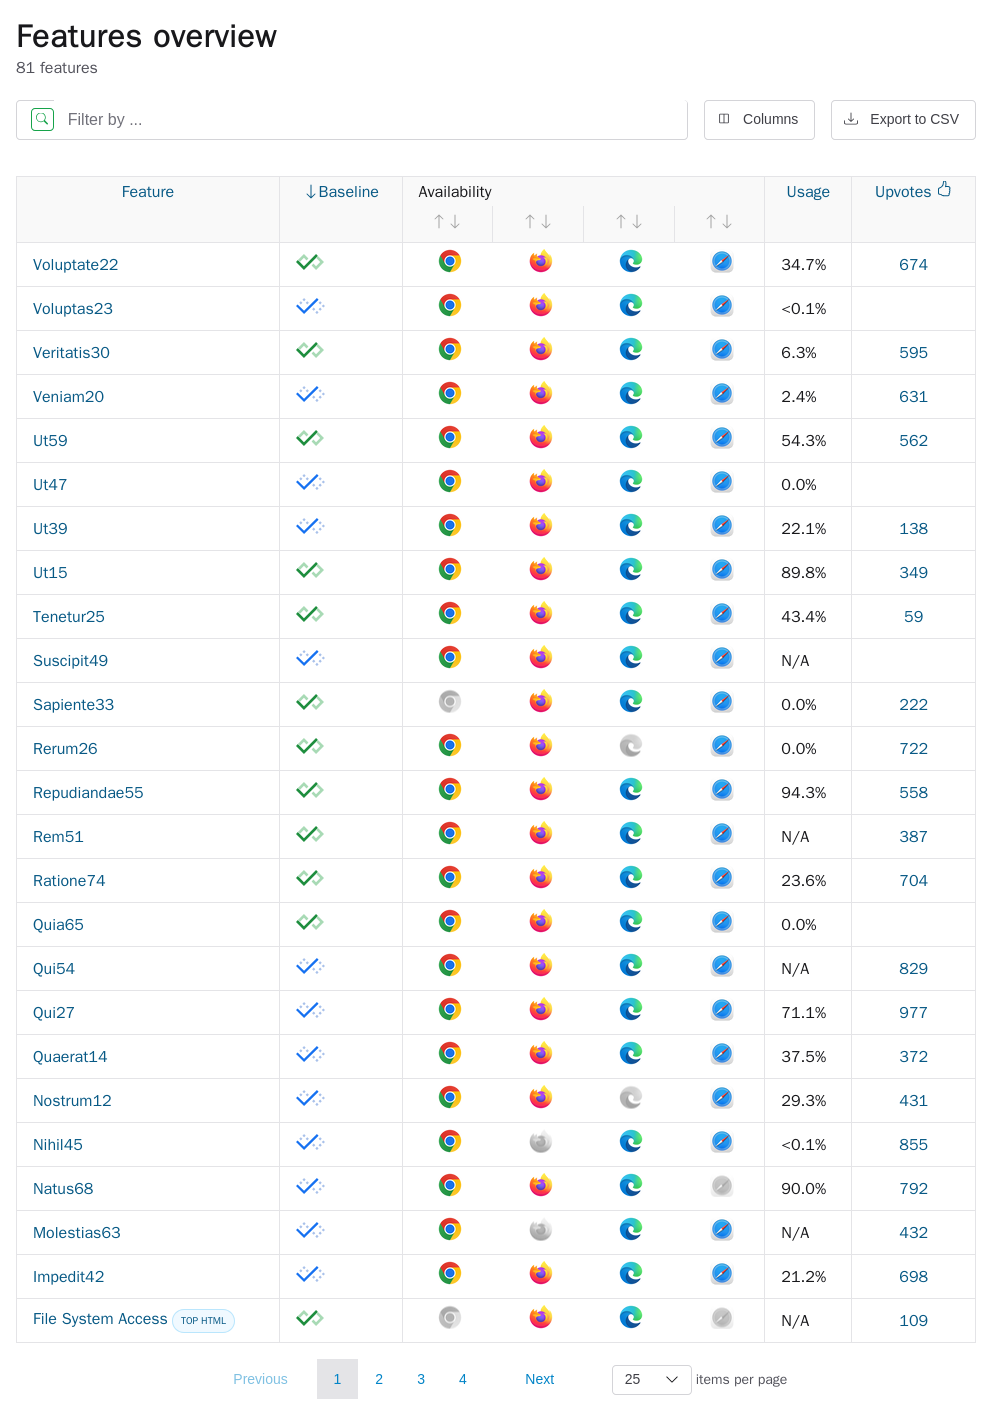 Features overview
81 features
Filter by ...
Columns
Export to CSV
Feature Baseline Availability Usage Upvotes
Voluptate22 34.7% 674
Voluptas23 <0.1%
Veritatis30 6.3% 595
Veniam20 2.4% 631
Ut59 54.3% 562
Ut47 0.0%
Ut39 22.1% 138
Ut15 89.8% 349
Tenetur25 43.4% 59
Suscipit49 N/A
Sapiente33 0.0% 222
Rerum26 0.0% 722
Repudiandae55 94.3% 558
Rem51 N/A 387
Ratione74 23.6% 704
Quia65 0.0%
Qui54 N/A 829
Qui27 71.1% 977
Quaerat14 37.5% 372
Nostrum12 29.3% 431
Nihil45 <0.1% 855
Natus68 90.0% 792
Molestias63 N/A 432
Impedit42 21.2% 698
File System Access TOP HTML N/A 109
Previous 1 2 3 4 Next 25 items per page